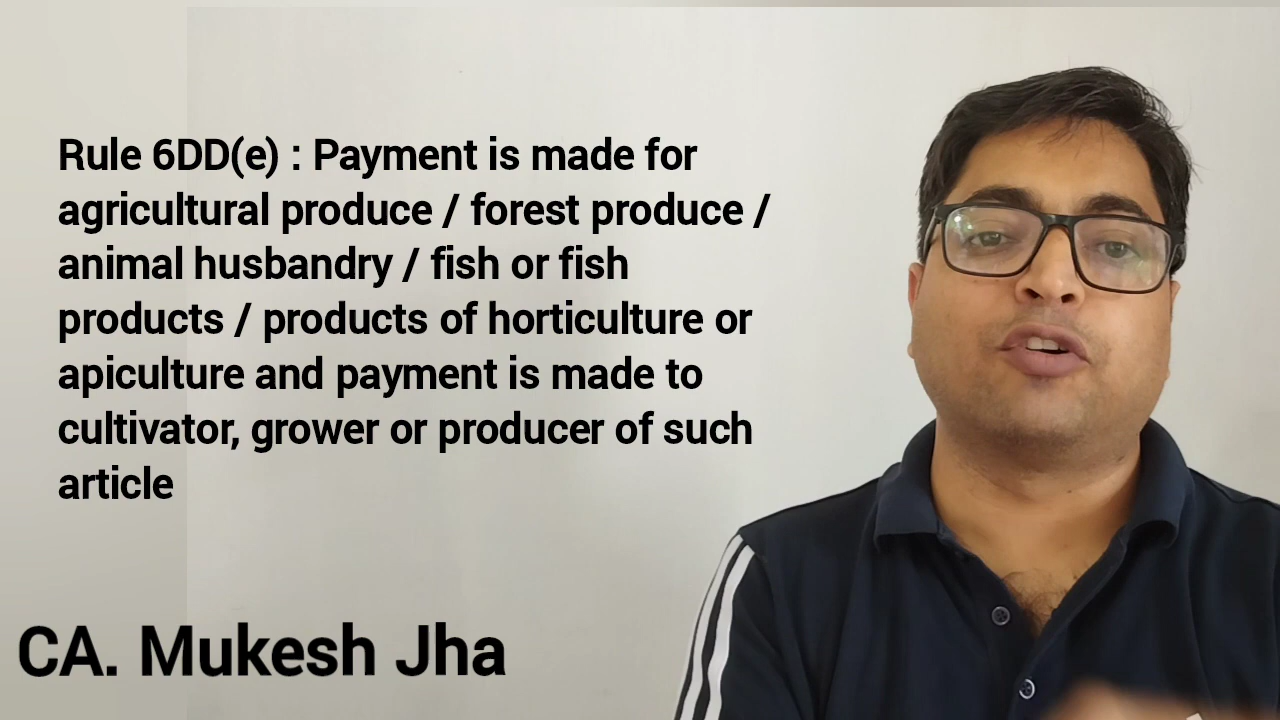 Rule 6DD(e) : Payment is made for
agricultural produce / forest produce /
animal husbandry / fish or fish
products / products of horticulture or
apiculture and payment is made to
cultivator, grower or producer of such
article
CA. Mukesh Jha